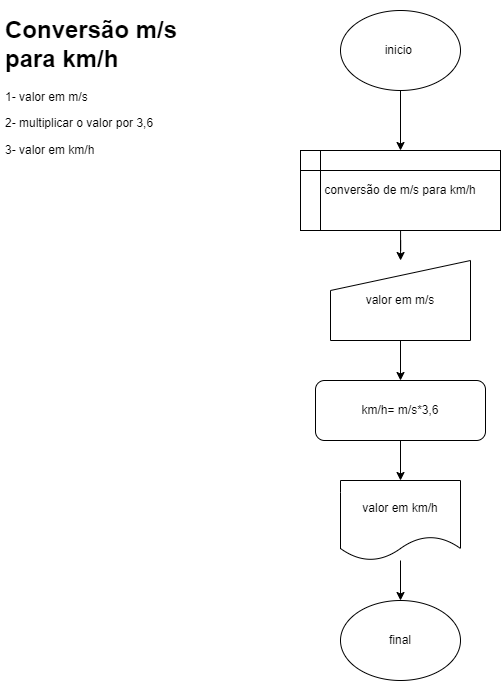 Conversão m/s
para km/h
1- valor em m/s
2- multiplicar o valor por 3,6
3- valor em km/h
inicio
conversão de m/s para km/h
valor em m/s
km/h= m/s*3,6
valor em km/h
final